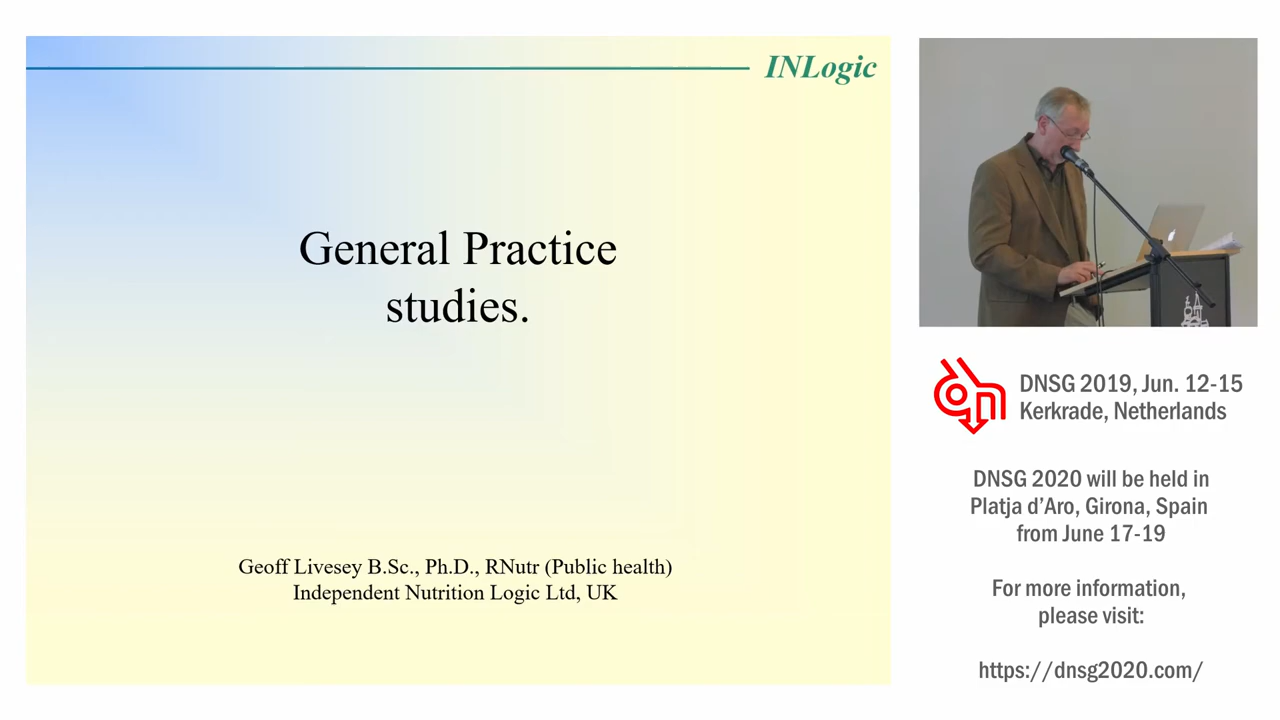 INLogic
General Practice
studies.
Geoff Livesey B.Sc., Ph.D., RNutr (Public health)
Independent Nutrition Logic Ltd, UK
DNSG 2019, Jun. 12-15
Kerkrade, Netherlands
DNSG 2020 will be held in
Platja d’Aro, Girona, Spain
from June 17-19
For more information,
please visit:
https://dnsg2020.com/